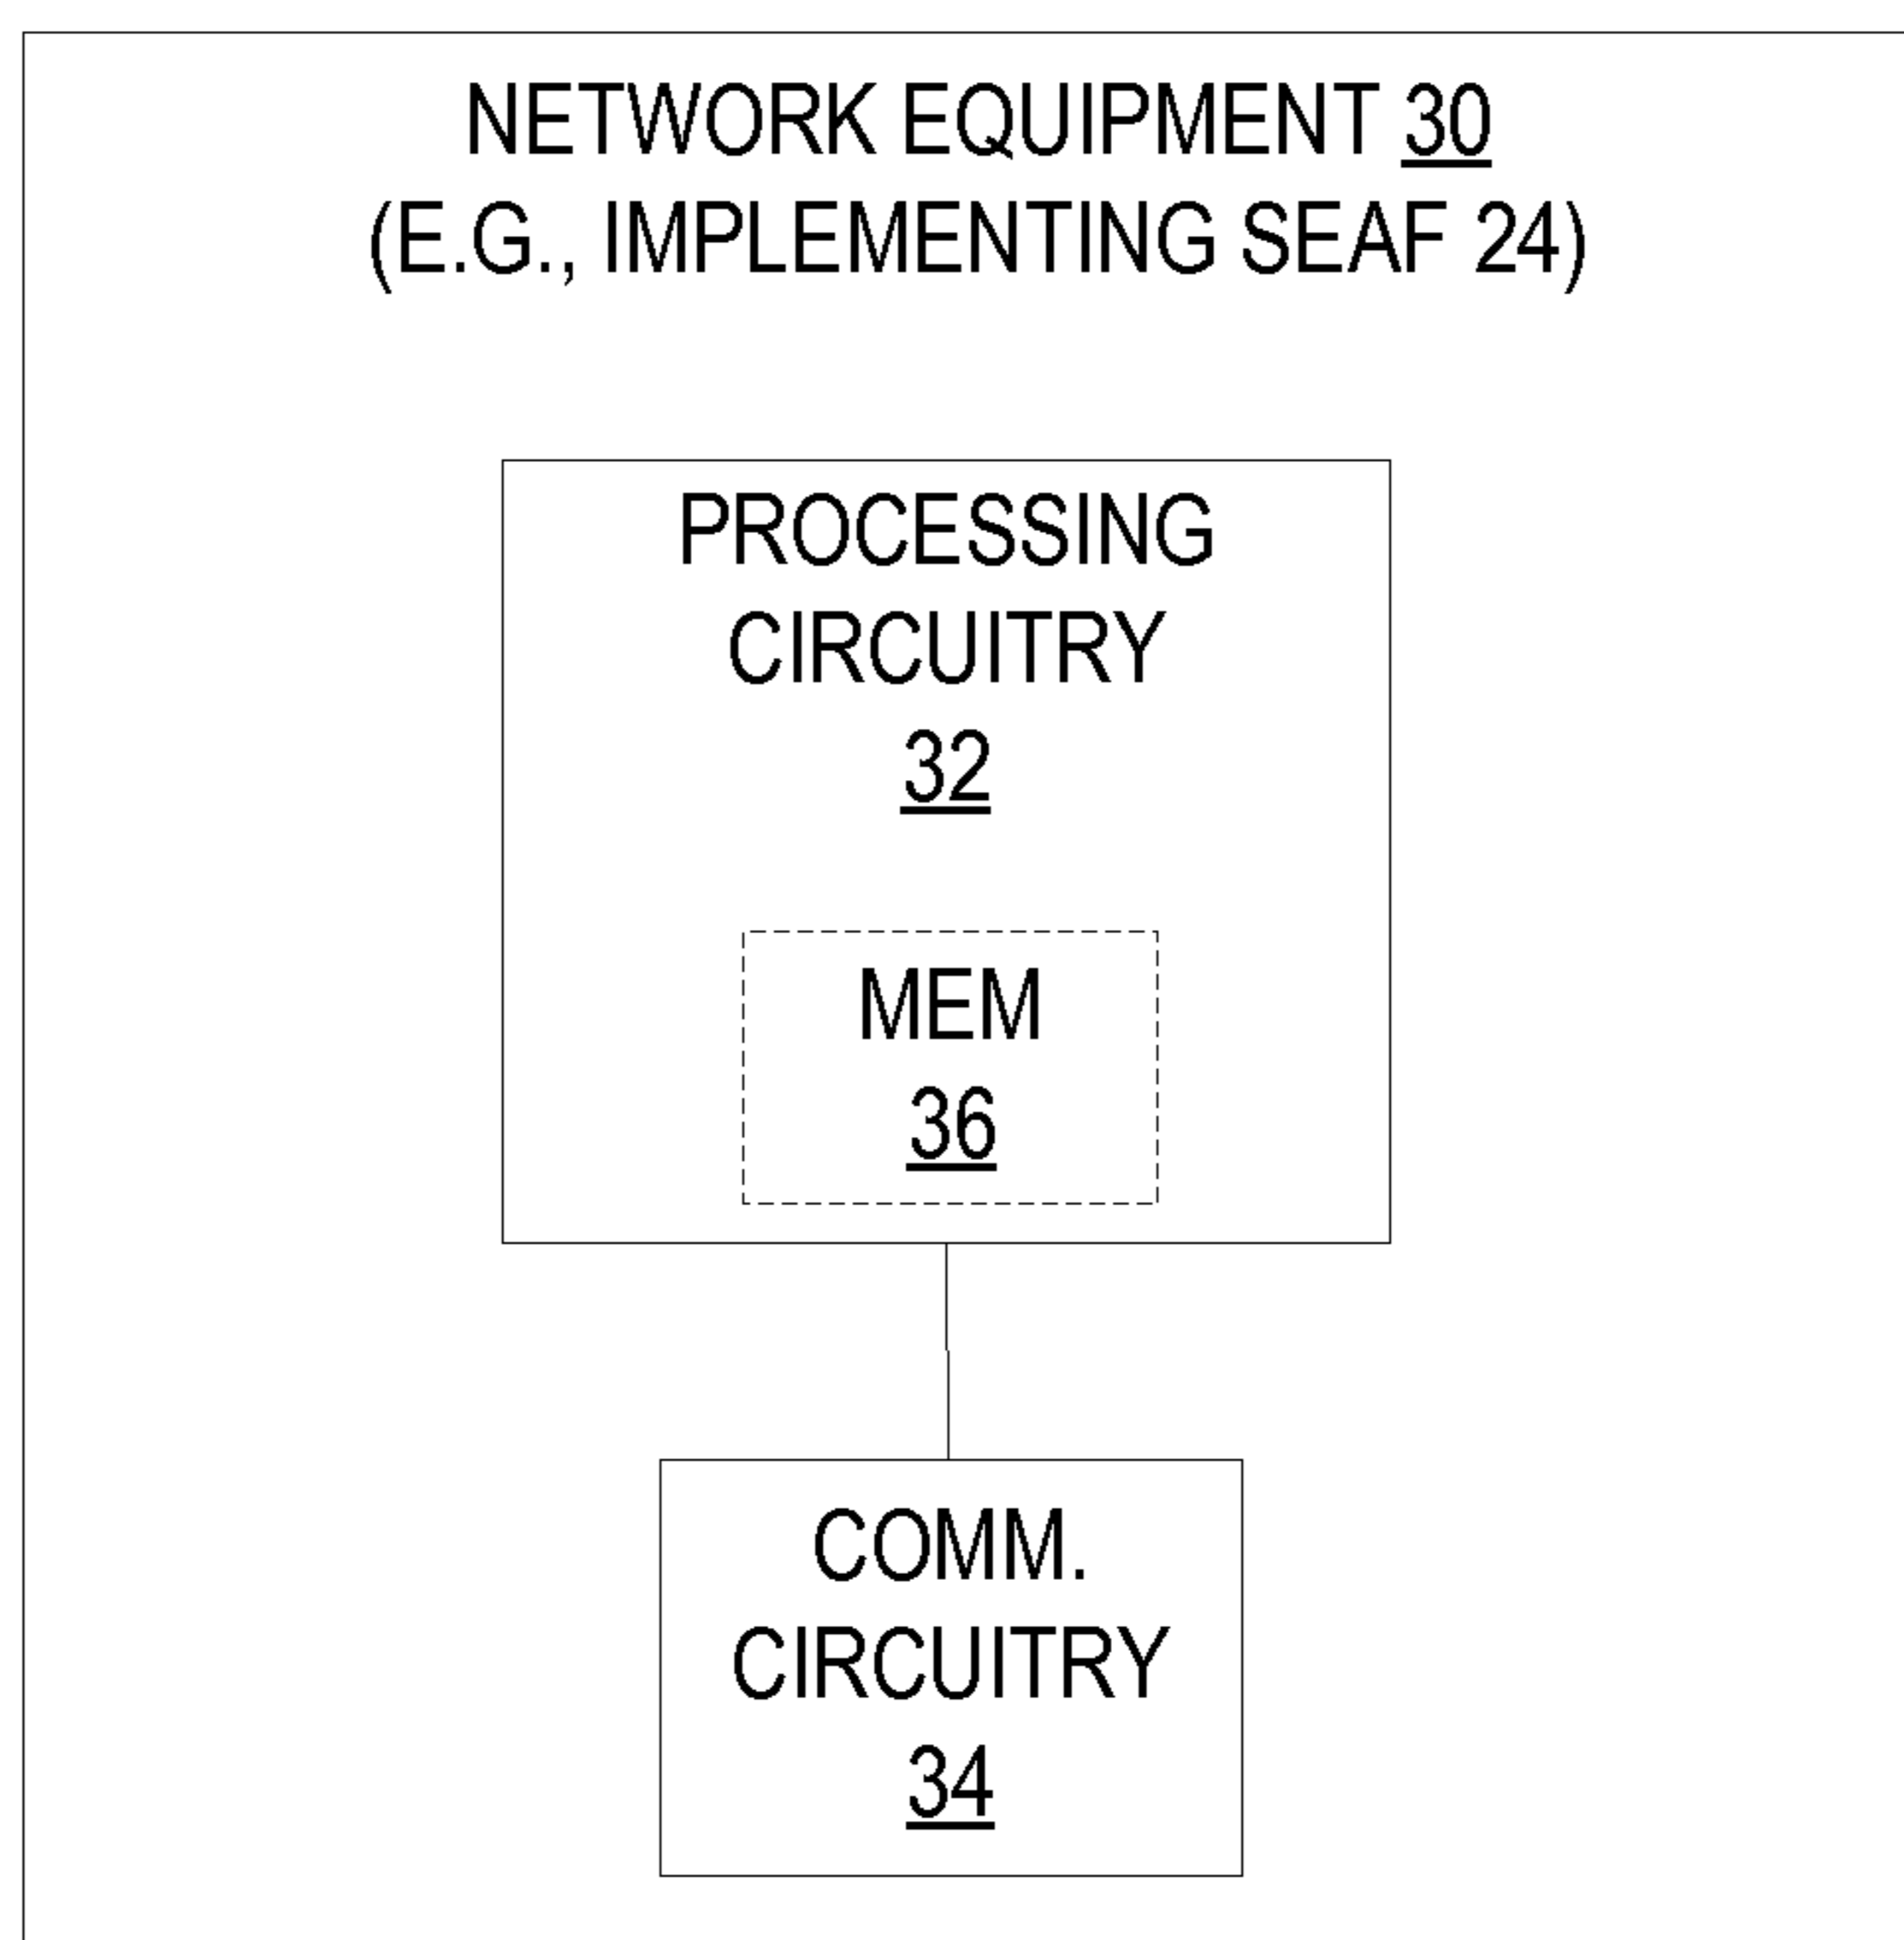 NETWORK EQUIPMENT 30
(E.G., IMPLEMENTING SEAF 24)
PROCESSING
CIRCUITRY
32
MEM
36
COMM.
CIRCUITRY
34